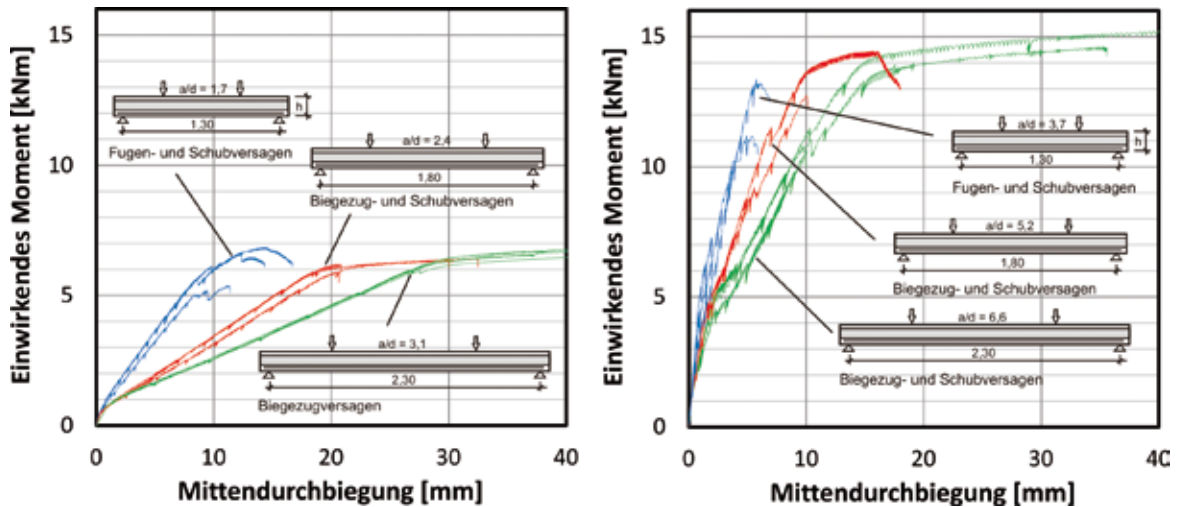 Einwirkendes Moment [kNm]
15
10
5
0
0
10
20
30
40
Mittendurchbiegung [mm]
a/d = 1,7
h
1.30
Fugen- und Schubversagen
a/d = 2,4
1,80
Biegezug- und Schubversagen
a/d = 3,1
2,30
Biegezugversagen
Einwirkendes Moment [kNm]
15
10
5
0
0
10
20
30
40
Mittendurchbiegung [mm]
a/d = 3,7
h
1.30
Fugen- und Schubversagen
a/d = 5,2
1,80
Biegezug- und Schubversagen
a/d = 6,6
2,30
Biegezug- und Schubversagen